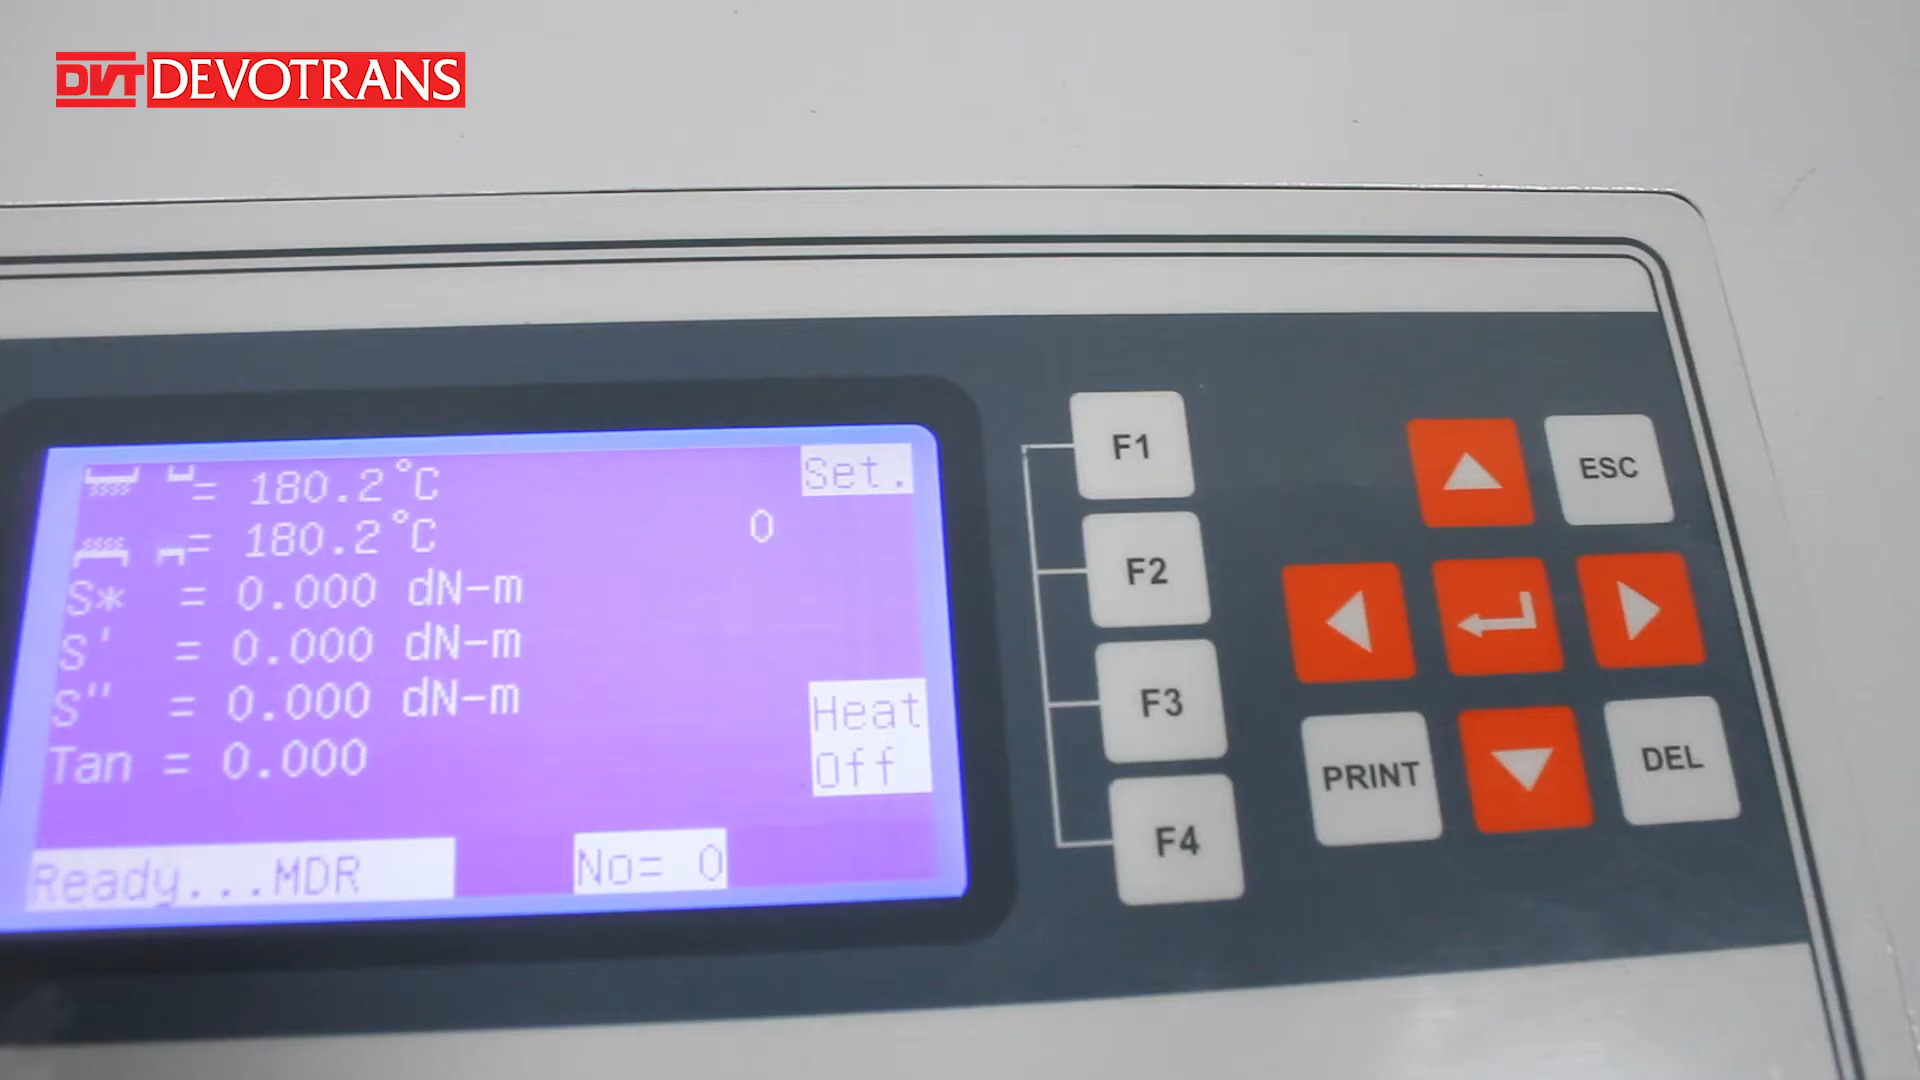 DVT DEVOTRANS
= 180.2°C
Set.
= 180.2°C
0
S* = 0.000 dN-m
S' = 0.000 dN-m
S" = 0.000 dN-m
Tan = 0.000
Heat
Off
Ready...MDR
No= 0
F1
F2
F3
F4
ESC
PRINT
DEL